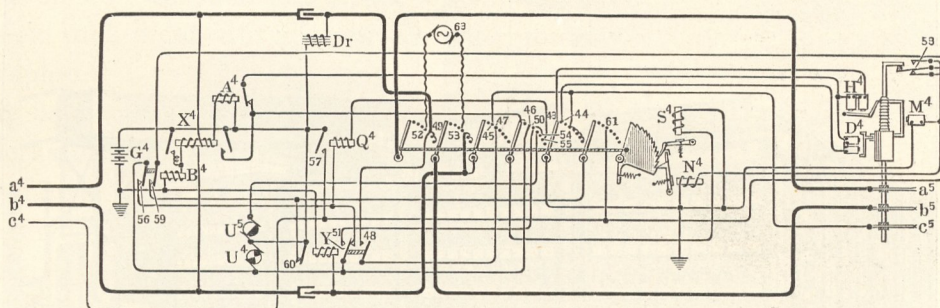 63
Dr
58
A⁴
H⁴
M⁴
X⁴
52
49
53
45
47
46
50
43
44
54
55
61
S⁴
D⁴
G⁴
B⁴
57
Q⁴
N⁴
a⁴
b⁴
c⁴
56
59
U⁵
U⁴
60
Y
51
48
a⁵
b⁵
c⁵